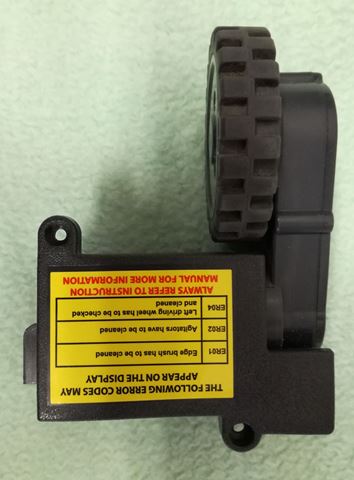 THE FOLLOWING ERROR CODES MAY
APPEAR ON THE DISPLAY
ER01 Edge brush has to be cleaned
ER02 Agitators have be cleaned
ER04 Left driving wheel has to be checked
and cleaned
ALWAYS REFER TO INSTRUCTION
MANUAL FOR MORE INFORMATION